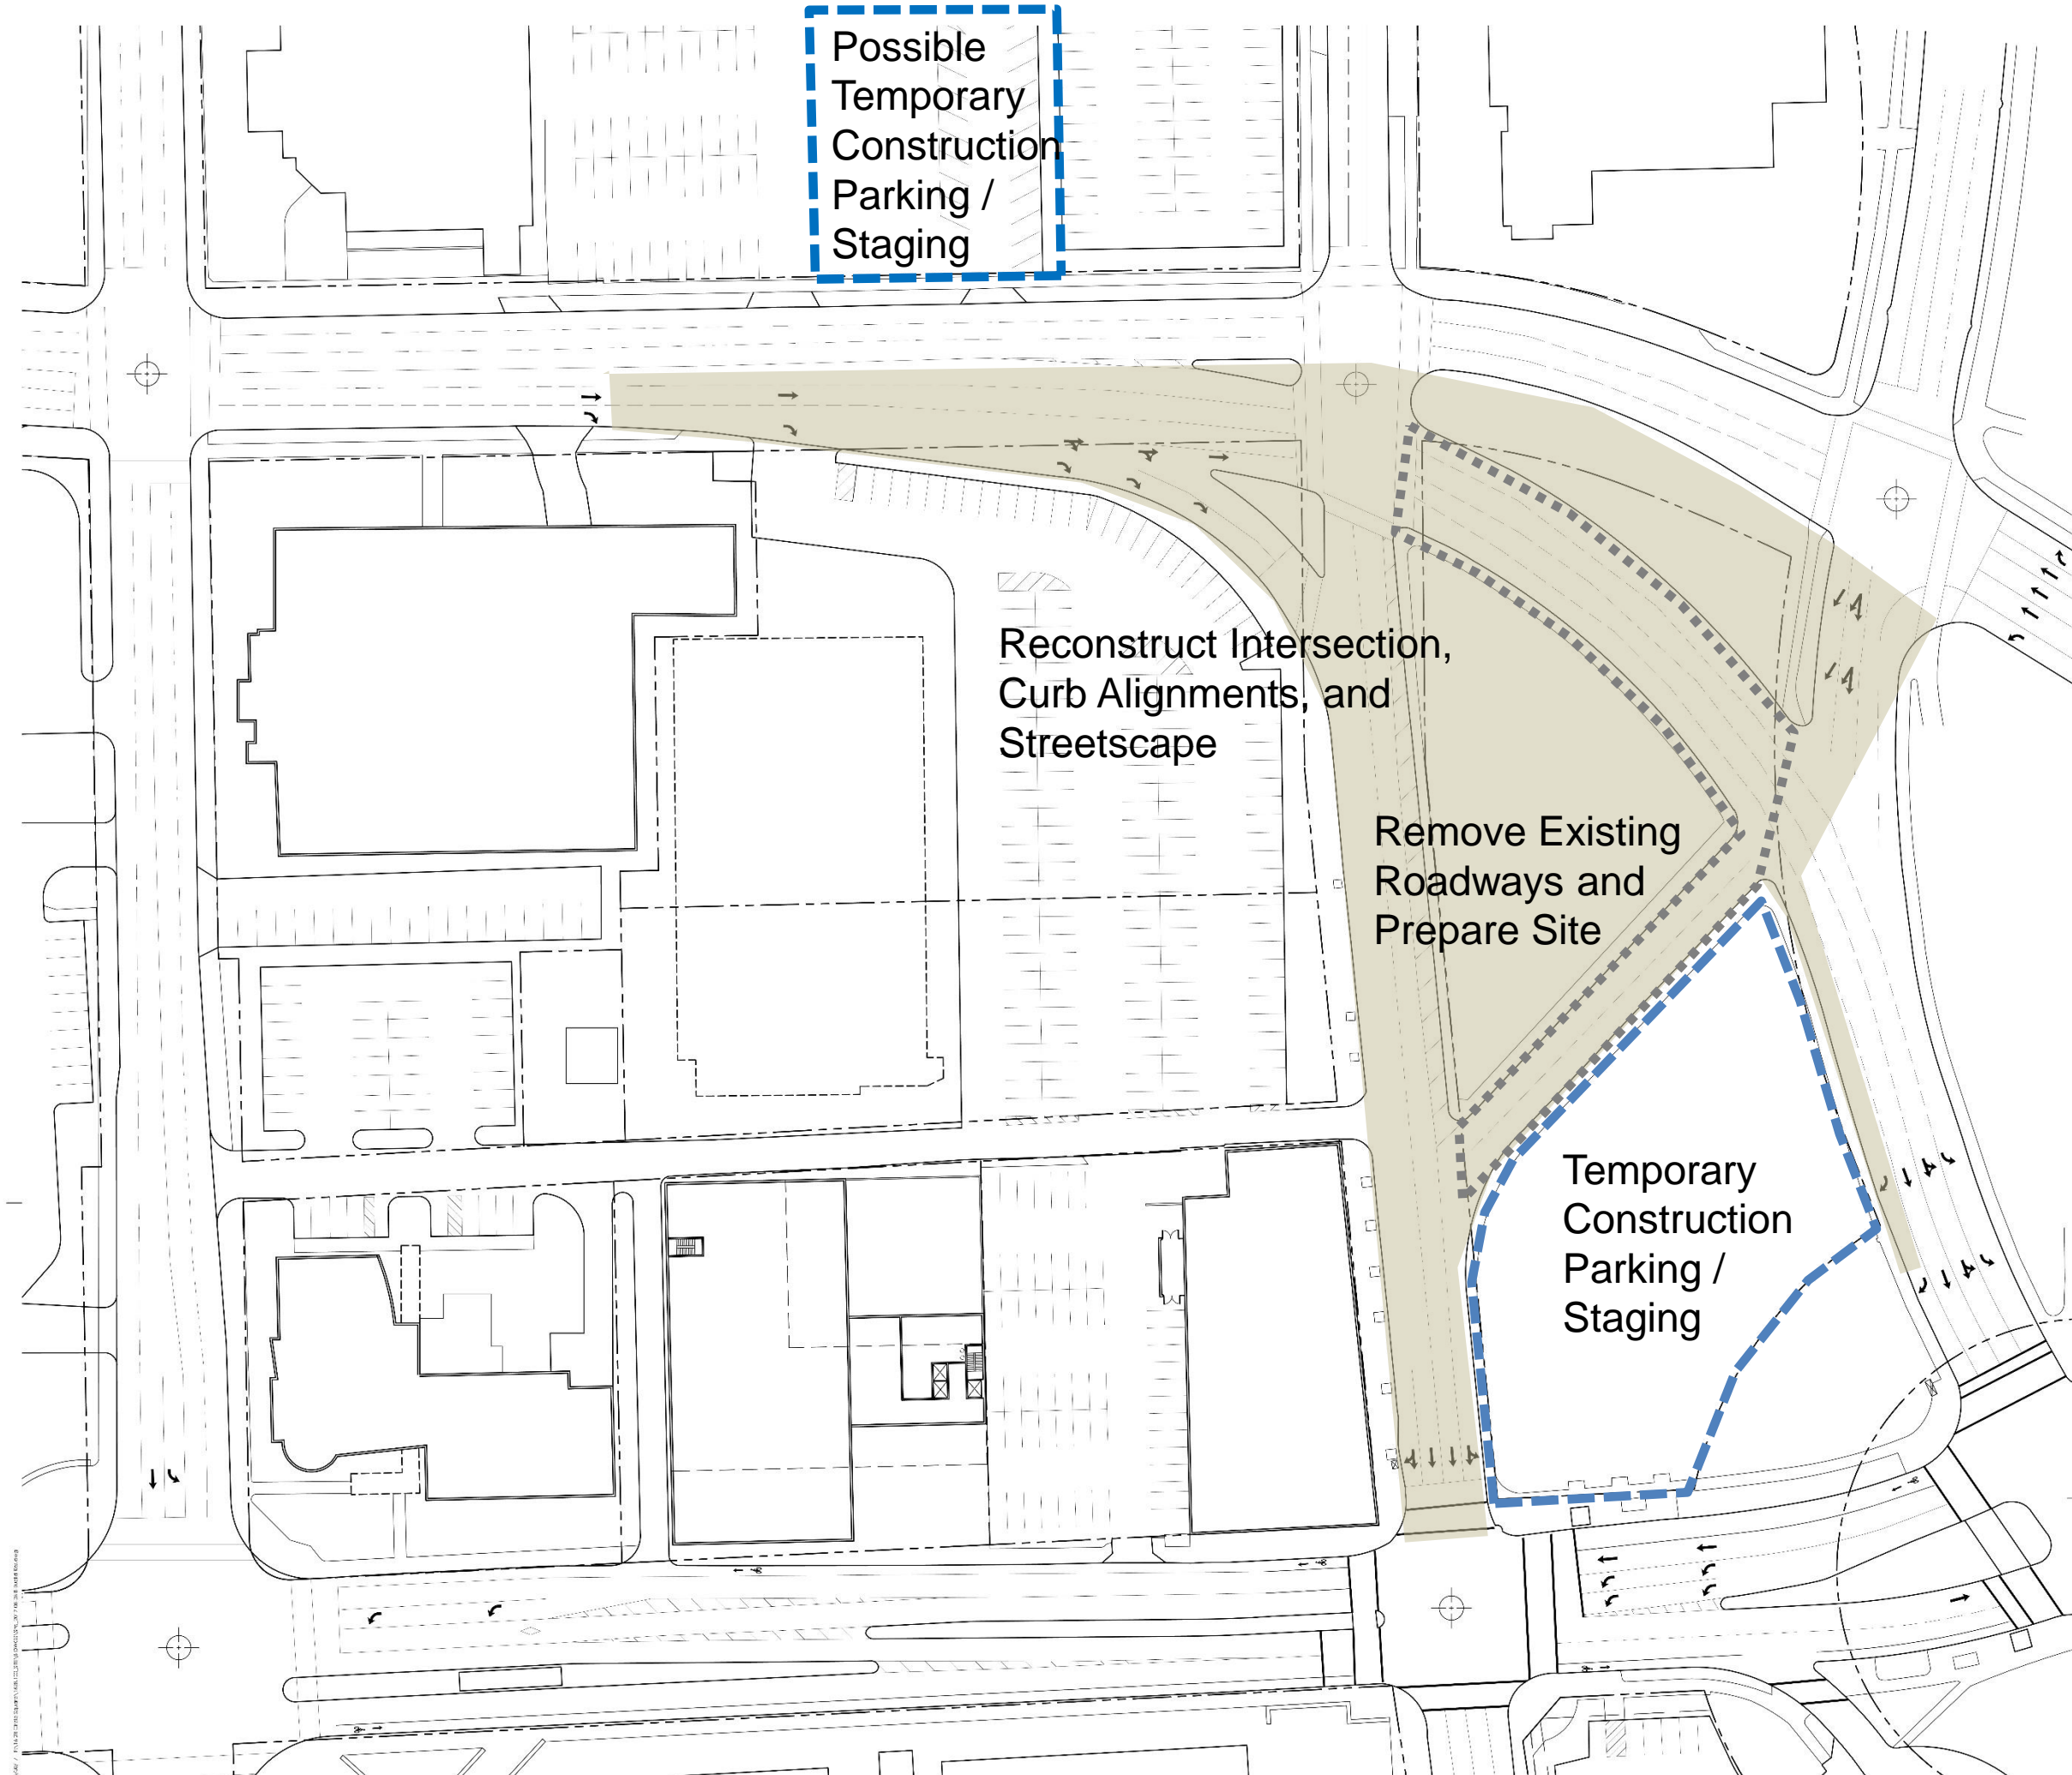 Possible
Temporary
Construction
Parking /
Staging
Reconstruct Intersection,
Curb Alignments, and
Streetscape
Remove Existing
Roadways and
Prepare Site
Temporary
Construction
Parking /
Staging